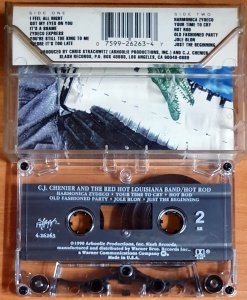 SIDE ONE
I FEEL ALL RIGHT
GOT MY EYES ON YOU
IT'S A SHAME
ZYDECO EXPRESS
YOU'RE STILL THE KING TO ME
BEFORE IT'S TOO LATE
SIDE TWO
HARMONICA ZYDECO
YOUR TIME TO CRY
HOT ROD
OLD FASHIONED PARTY
JOLE BLON
JUST THE BEGINNING
0 7599-26263-4
PRODUCED BY CHRIS STRACHWITZ (ARHOOLIE PRODUCTIONS, INC.) AND C.J. CHENIER
SLASH RECORDS, P.O. BOX 48888, LOS ANGELES, CA 90048-0888
C.J. CHENIER AND THE RED HOT LOUISIANA BAND/HOT ROD
HARMONICA ZYDECO • YOUR TIME TO CRY • HOT ROD
OLD FASHIONED PARTY • JOLE BLON • JUST THE BEGINNING
slash
4-26263
2
NR
©1990 Arhoolie Productions, Inc. Slash Records,
manufactured and distributed by Warner Bros. Records Inc.,
a Warner Communications Company
Made in U.S.A.